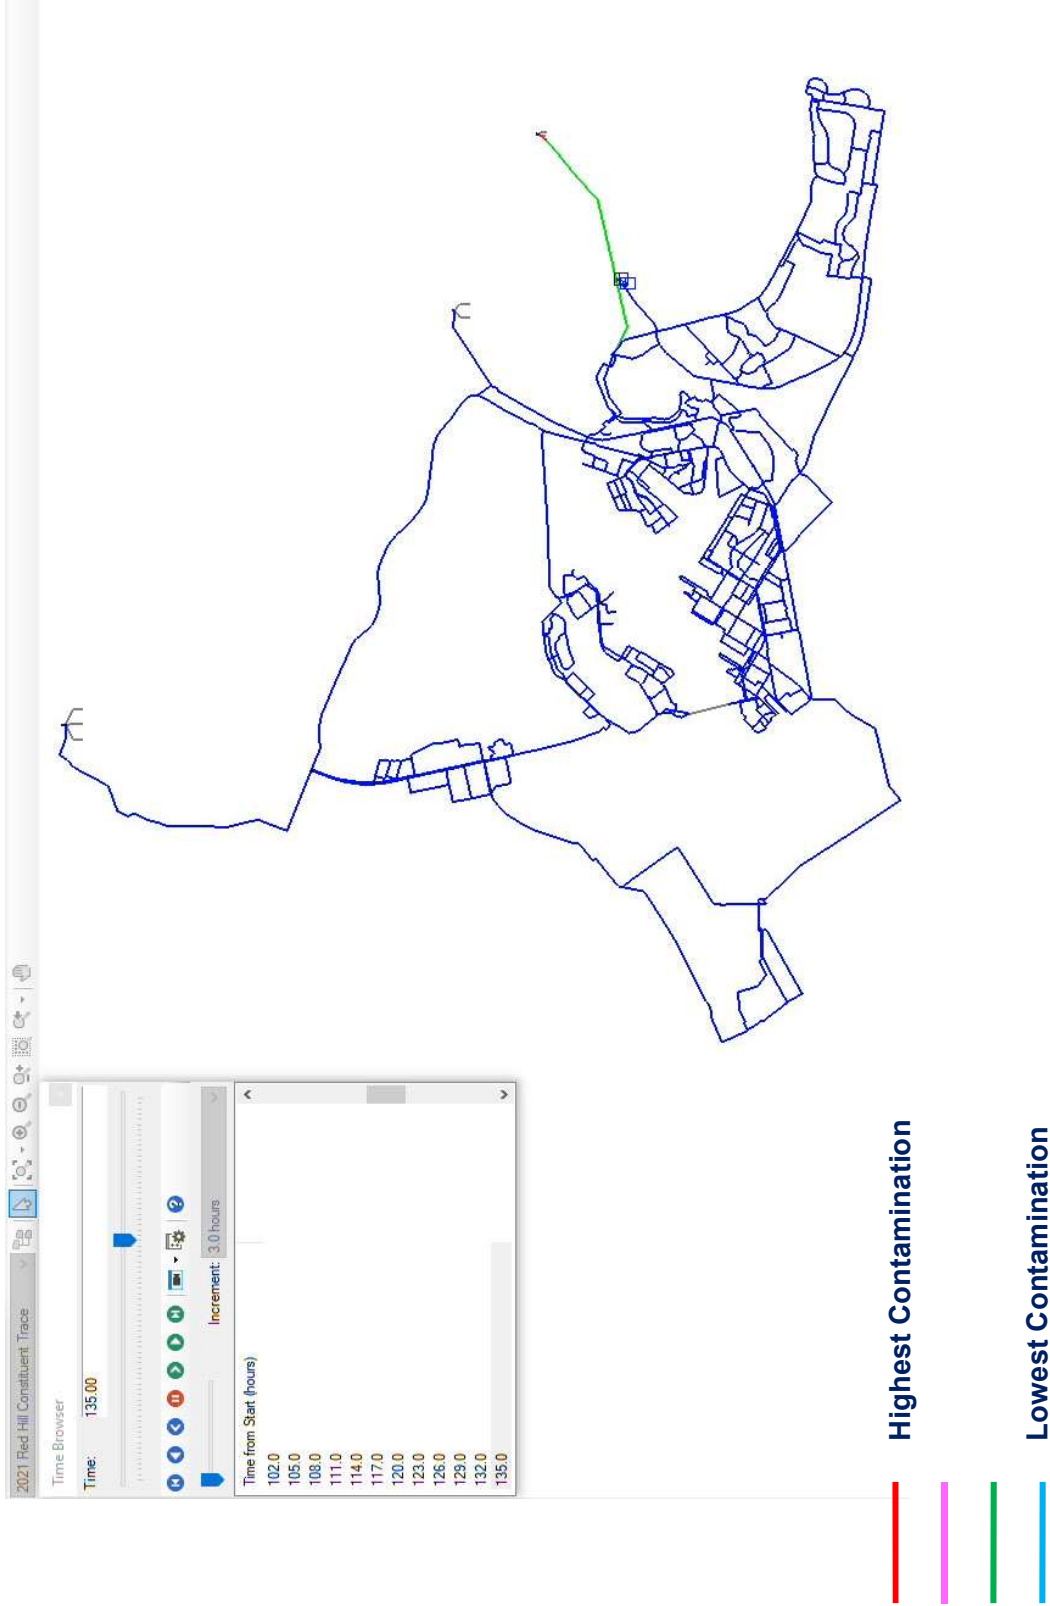 2021 Red Hill Constituent Trace
Time Browser
Time: 135.00
Increment: 3.0 hours
Time from Start (hours)
102.0
105.0
108.0
111.0
114.0
117.0
120.0
123.0
126.0
129.0
132.0
135.0
Highest Contamination
Lowest Contamination